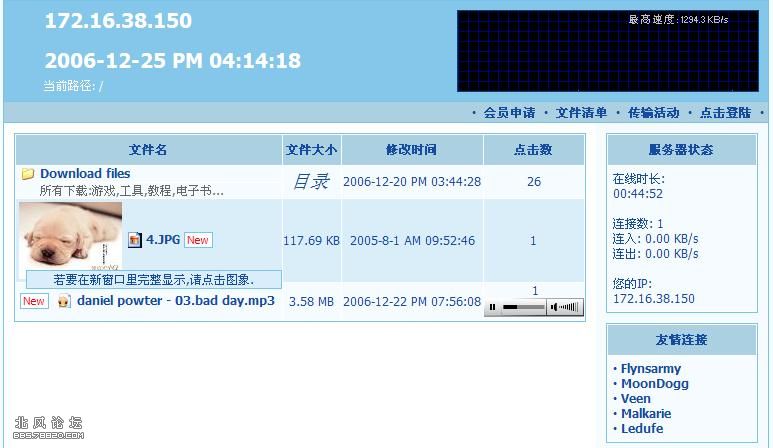 172.16.38.150
最高速度:1294.3 KB/s
2006-12-25 PM 04:14:18
当前路径: /
· 会员申请 · 文件清单 · 传输活动 · 点击登陆 ·
文件名 文件大小 修改时间 点击数
Download files 目录 2006-12-20 PM 03:44:28 26
所有下载:游戏,工具,教程,电子书...
4.JPG New 117.69 KB 2005-8-1 AM 09:52:46 1
若要在新窗口里完整显示,请点击图象.
New daniel powter - 03.bad day.mp3 3.58 MB 2006-12-22 PM 07:56:08 1
服务器状态
在线时长:
00:44:52
连接数: 1
连入: 0.00 KB/s
连出: 0.00 KB/s
您的IP:
172.16.38.150
友情连接
· Flynsarmy
· MoonDogg
· Veen
· Malkarie
· Ledufe
北风论坛
BBS.78820.COM